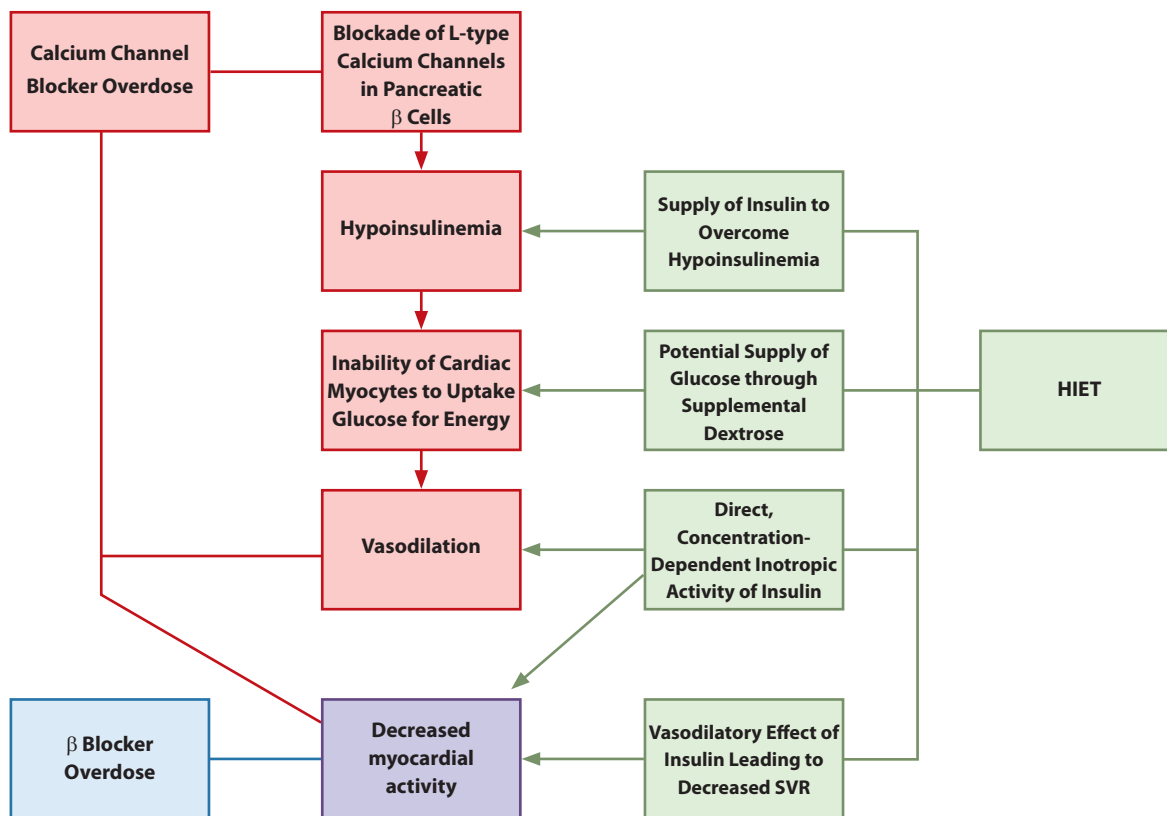 Calcium Channel
Blocker Overdose
Blockade of L-type
Calcium Channels
in Pancreatic
β Cells
Hypoinsulinemia
Supply of Insulin to
Overcome
Hypoinsulinemia
Inability of Cardiac
Myocytes to Uptake
Glucose for Energy
Potential Supply of
Glucose through
Supplemental
Dextrose
HIET
Vasodilation
Direct,
Concentration-
Dependent Inotropic
Activity of Insulin
β Blocker
Overdose
Decreased
myocardial
activity
Vasodilatory Effect of
Insulin Leading to
Decreased SVR